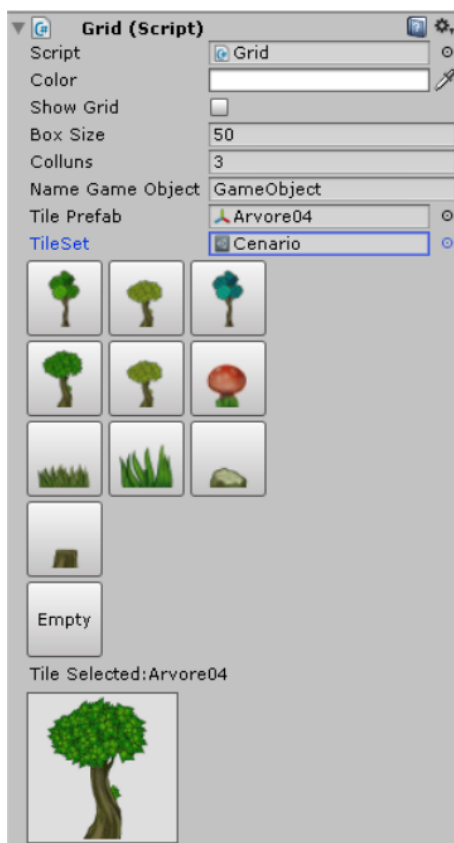 Grid (Script)
Script Grid
Color
Show Grid
Box Size 50
Colluns 3
Name Game Object GameObject
Tile Prefab Arvore04
TileSet Cenario
Empty
Tile Selected:Arvore04